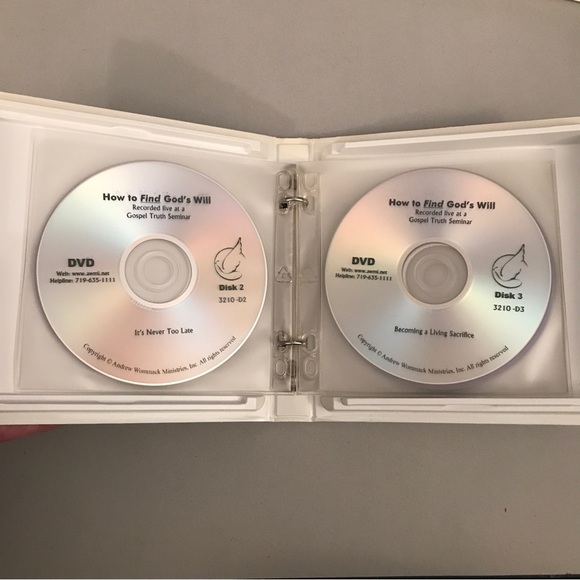 How to Find God's Will
Recorded live at a
Gospel Truth Seminar
DVD
Web: www.awmi.net
Helpline: 719-635-1111
Disk 2
3210 -D2
It's Never Too Late
Copyright © Andrew Wommack Ministries, Inc. All rights reserved
How to Find God's Will
Recorded live at a
Gospel Truth Seminar
DVD
Web: www.awmi.net
Helpline: 719-635-1111
Disk 3
3210 -D3
Becoming a Living Sacrifice
Copyright © Andrew Wommack Ministries, Inc. All rights reserved